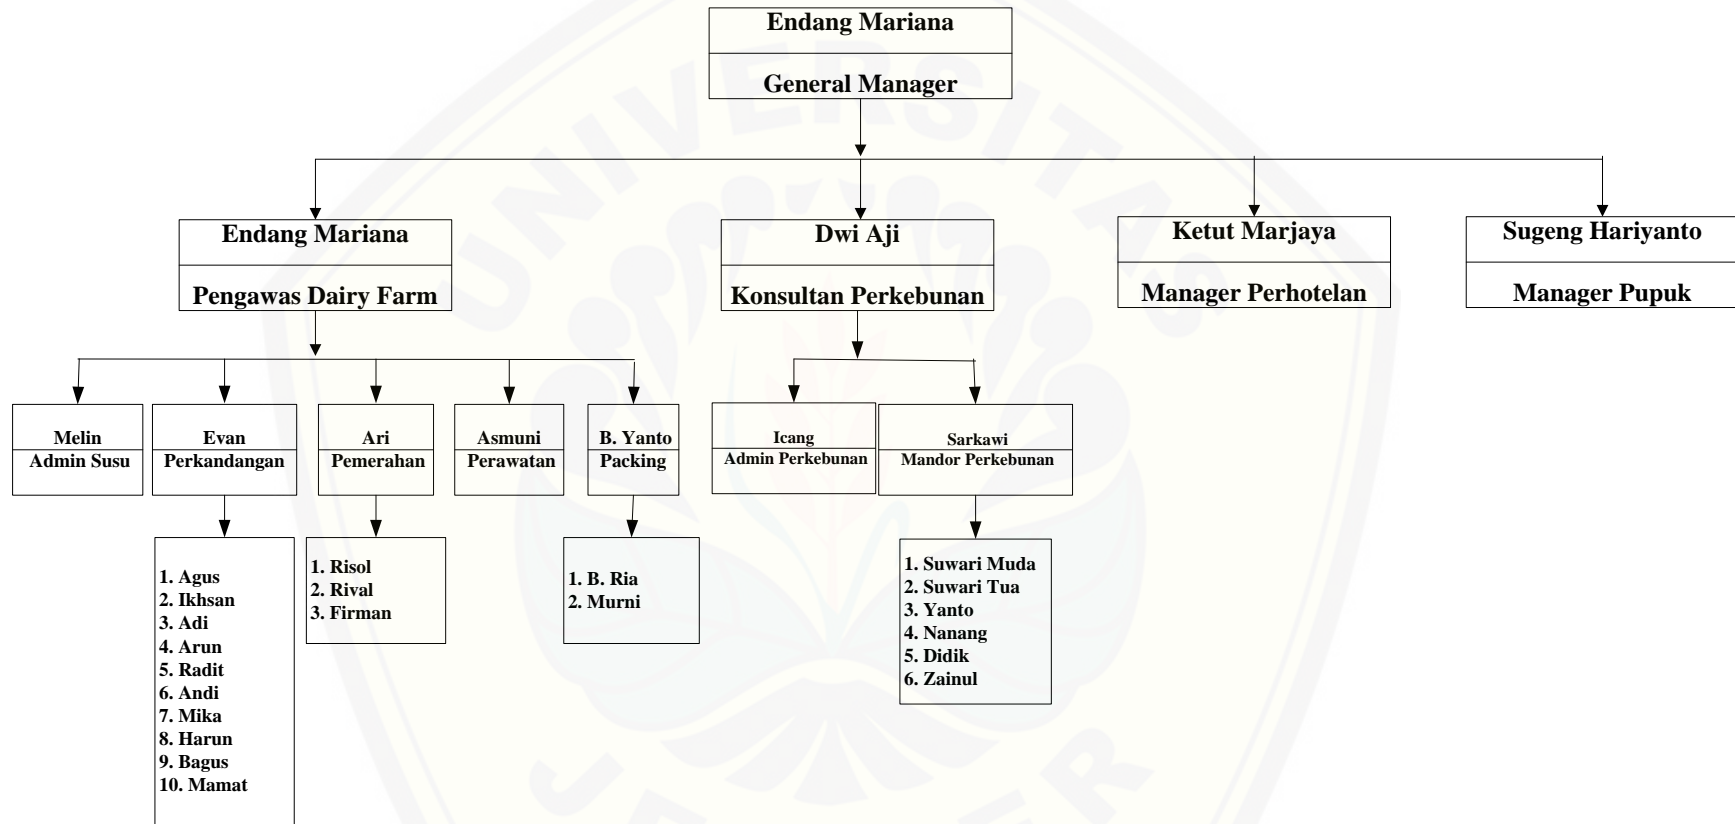 Endang Mariana
General Manager
Endang Mariana
Pengawas Dairy Farm
Dwi Aji
Konsultan Perkebunan
Ketut Marjaya
Manager Perhotelan
Sugeng Hariyanto
Manager Pupuk
Melin
Admin Susu
Evan
Perkandangan
Ari
Pemerahan
Asmuni
Perawatan
B. Yanto
Packing
Icang
Admin Perkebunan
Sarkawi
Mandor Perkebunan
1. Agus
2. Ikhsan
3. Adi
4. Arun
5. Radit
6. Andi
7. Mika
8. Harun
9. Bagus
10. Mamat
1. Risol
2. Rival
3. Firman
1. B. Ria
2. Murni
1. Suwari Muda
2. Suwari Tua
3. Yanto
4. Nanang
5. Didik
6. Zainul
UNIVERSITAS